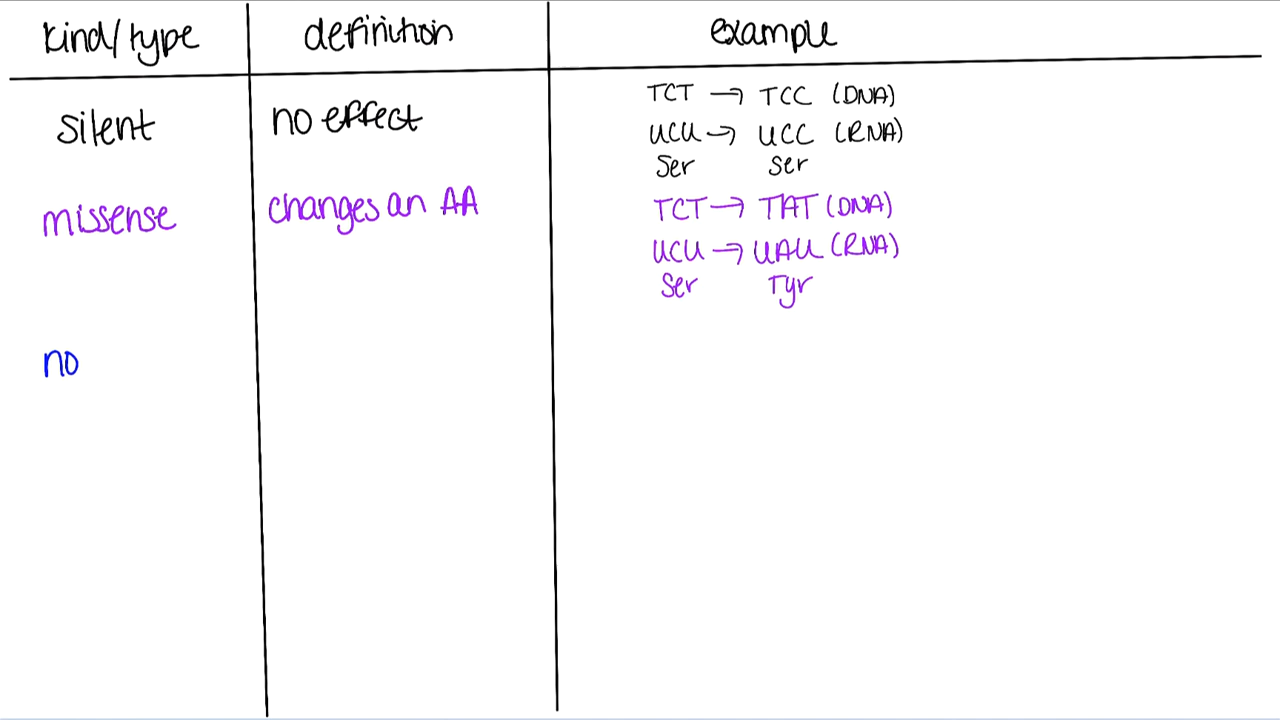 kind/type definition example
silent no effect TCT → TCC (DNA)
UCU → UCC (RNA)
Ser Ser
missense changes an AA TCT → TAT (DNA)
UCU → UAU (RNA)
Ser Tyr
no